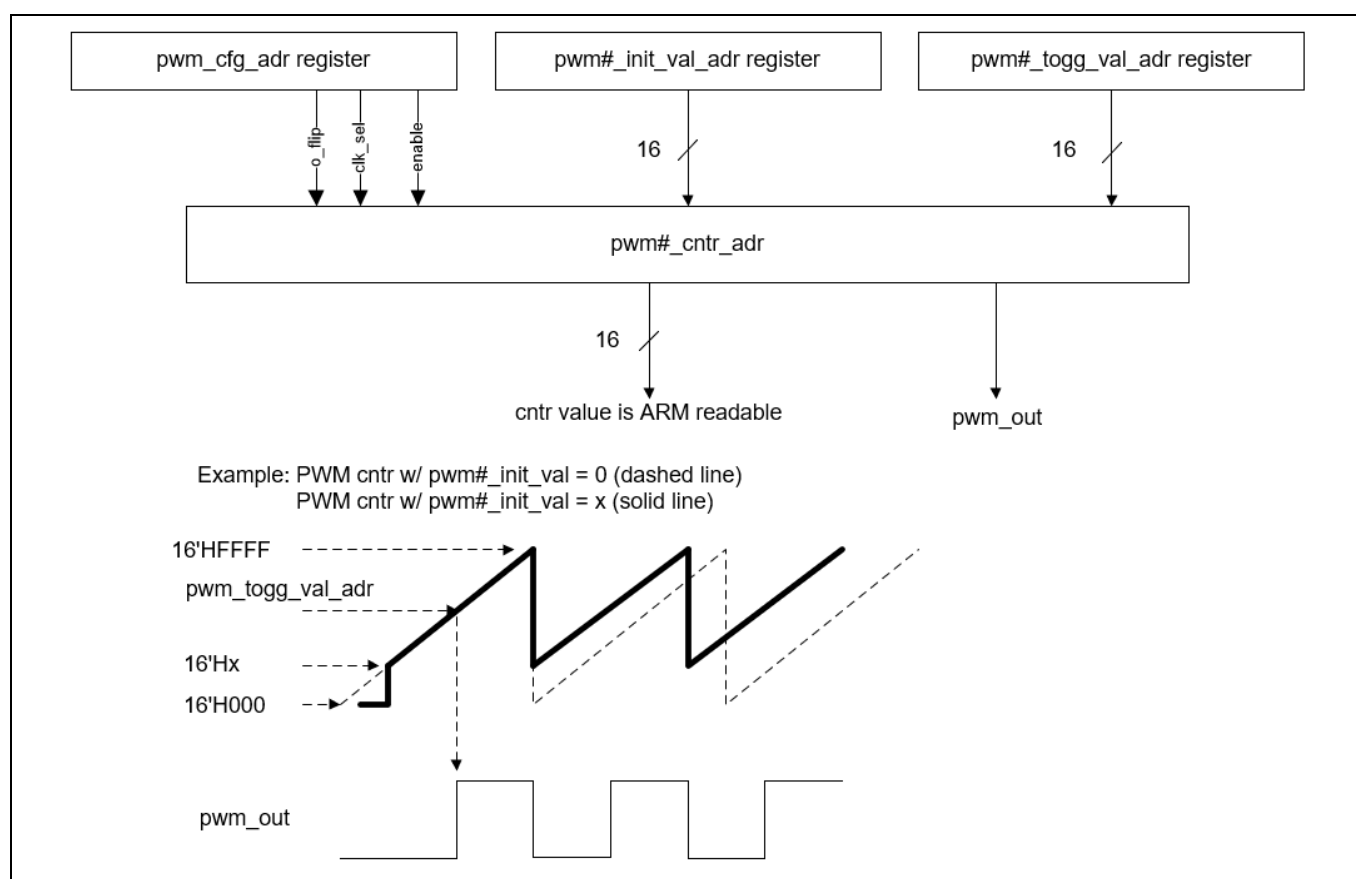 pwm_cfg_adr register
pwm#_init_val_adr register
pwm#_togg_val_adr register
o_flip
clk_sel
enable
16
16
pwm#_cntr_adr
16
cntr value is ARM readable
pwm_out
Example: PWM cntr w/ pwm#_init_val = 0 (dashed line)
PWM cntr w/ pwm#_init_val = x (solid line)
16'HFFFF
pwm_togg_val_adr
16'Hx
16'H000
pwm_out